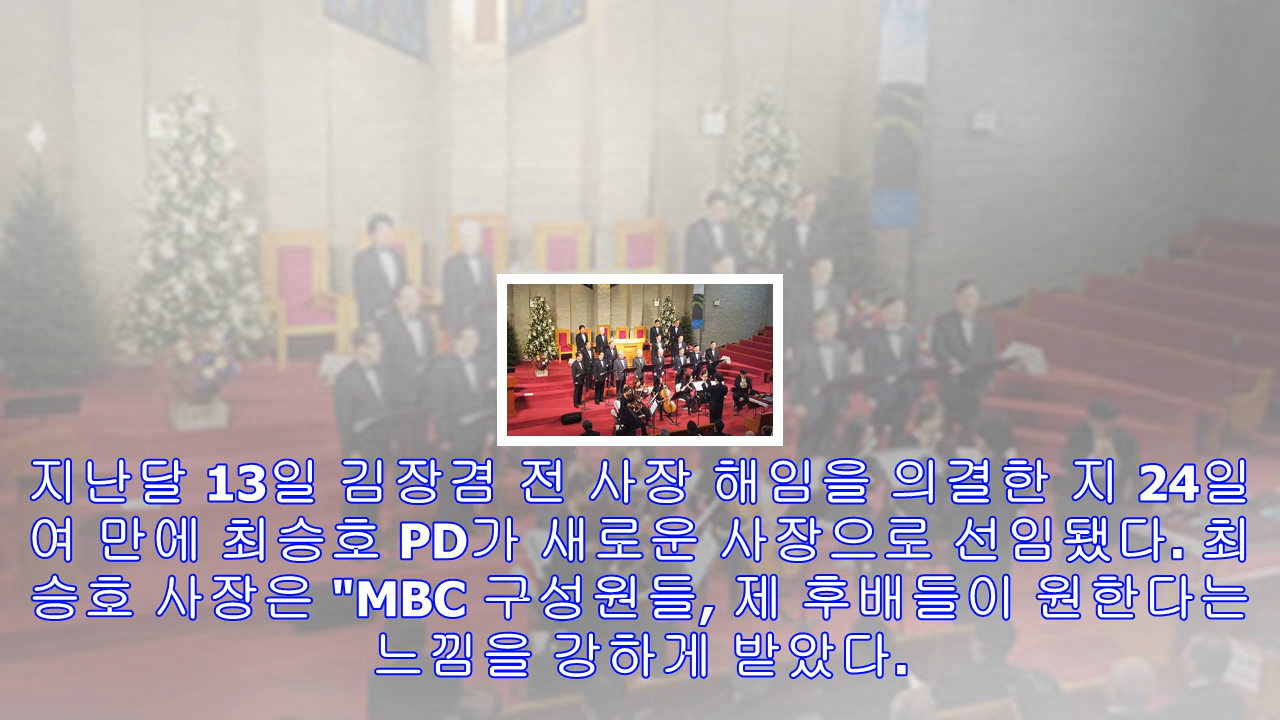 지난달 13일 김장겸 전 사장 해임을 의결한 지 24일
여 만에 최승호 PD가 새로운 사장으로 선임됐다. 최
승호 사장은 "MBC 구성원들, 제 후배들이 원한다는
느낌을 강하게 받았다.